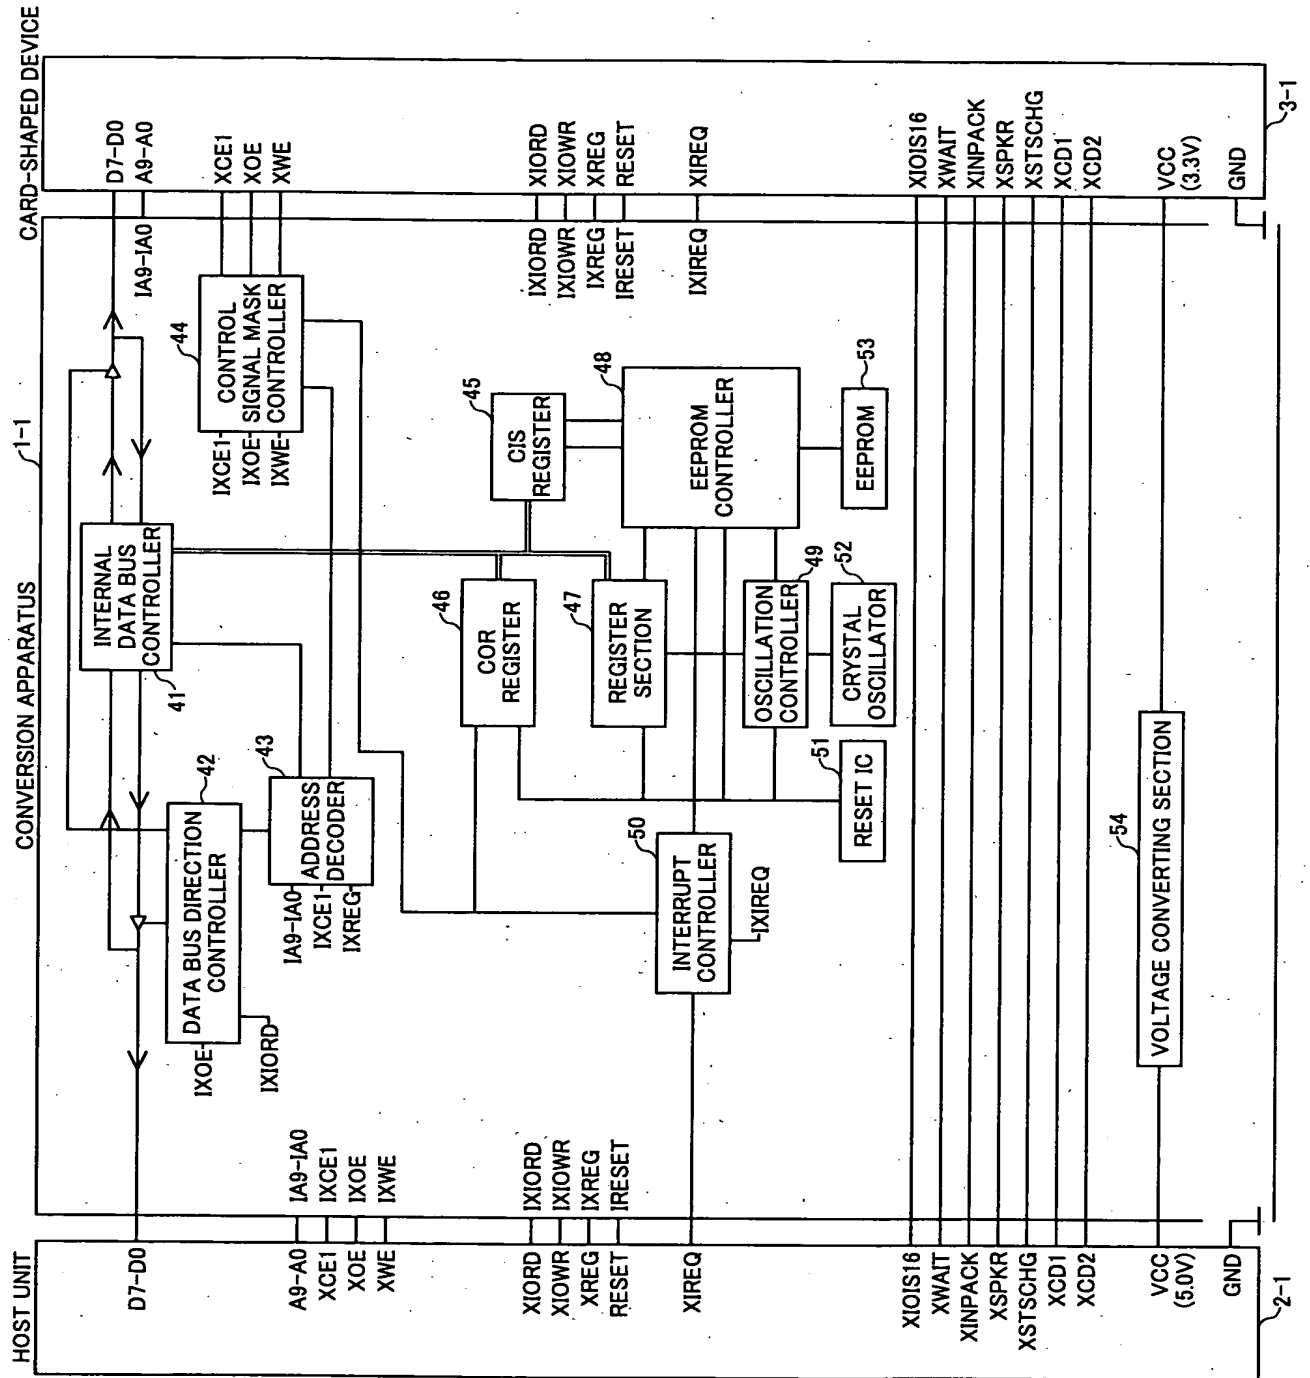 HOST UNIT
D7-D0
A9-A0
XCE1
XOE
XWE
XIORD
XIOWR
XREG
RESET
XIREQ
XIOIS16
XWAIT
XINPACK
XSPKR
XSTSCHG
XCD1
XCD2
VCC
(5.0V)
GND
2-1
CONVERSION APPARATUS
1-1
IA9-IA0
IXCE1
IXOE
IXWE
IXIORD
IXIOWR
IXREG
IRESET
IXOE
IXIORD
DATA BUS DIRECTION
CONTROLLER
42
INTERNAL
DATA BUS
CONTROLLER
41
IA9-IA0
IXCE1
IXREG
ADDRESS
DECODER
43
IXCE1
IXOE
IXWE
CONTROL
SIGNAL MASK
CONTROLLER
44
COR
REGISTER
46
CIS
REGISTER
45
REGISTER
SECTION
47
EEPROM
CONTROLLER
48
INTERRUPT
CONTROLLER
50
IXIREQ
OSCILLATION
CONTROLLER
49
RESET IC
51
CRYSTAL
OSCILLATOR
52
EEPROM
53
VOLTAGE CONVERTING SECTION
54
IA9-IA0
IXIORD
IXIOWR
IXREG
IRESET
IXIREQ
CARD-SHAPED DEVICE
D7-D0
A9-A0
XCE1
XOE
XWE
XIORD
XIOWR
XREG
RESET
XIREQ
XIOIS16
XWAIT
XINPACK
XSPKR
XSTSCHG
XCD1
XCD2
VCC
(3.3V)
GND
3-1